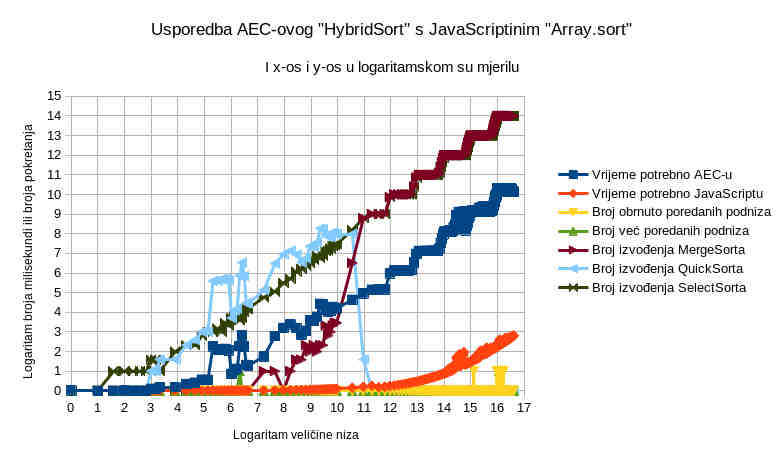 Usporedba AEC-ovog "HybridSort" s JavaScriptinim "Array.sort"
I x-os i y-os u logaritamskom su mjerilu
Logaritam broja milisekundi ili broja pokretanja
15
14
13
12
11
10
9
8
7
6
5
4
3
2
1
0
0 1 2 3 4 5 6 7 8 9 10 11 12 13 14 15 16 17
Logaritam veličine niza
Vrijeme potrebno AEC-u
Vrijeme potrebno JavaScriptu
Broj obrnuto poredanih podniza
Broj već poredanih podniza
Broj izvođenja MergeSorta
Broj izvođenja QuickSorta
Broj izvođenja SelectSorta